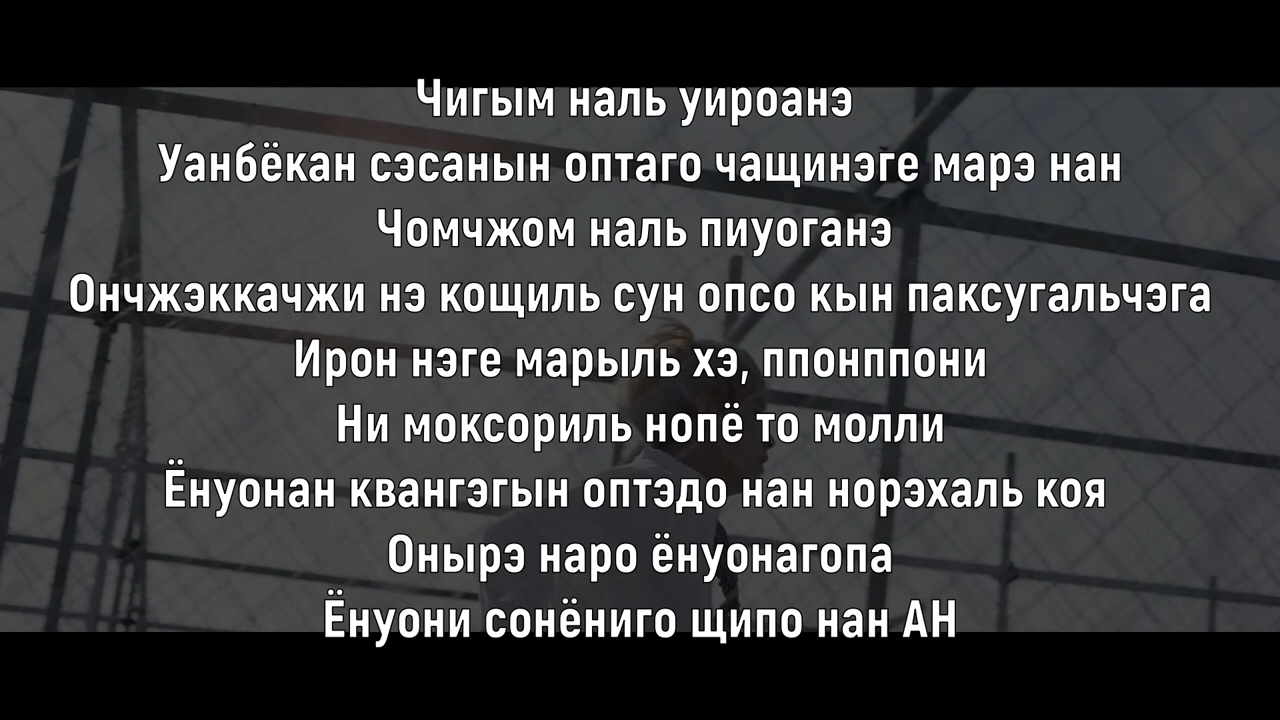 Чигым наль уироанэ
Уанбёкан сэсанын оптаго чащинэге марэ нан
Чомчжом наль пиуоганэ
Ончжэккачжи нэ кощиль сун опсо кын паксугальчэга
Ирон нэге марыль хэ, ппонппони
Ни моксориль нопё то молли
Ёнуонан квангэгын оптэдо нан норэхаль коя
Онырэ наро ёнуонагопа
Ёнуони сонёниго щипо нан АН